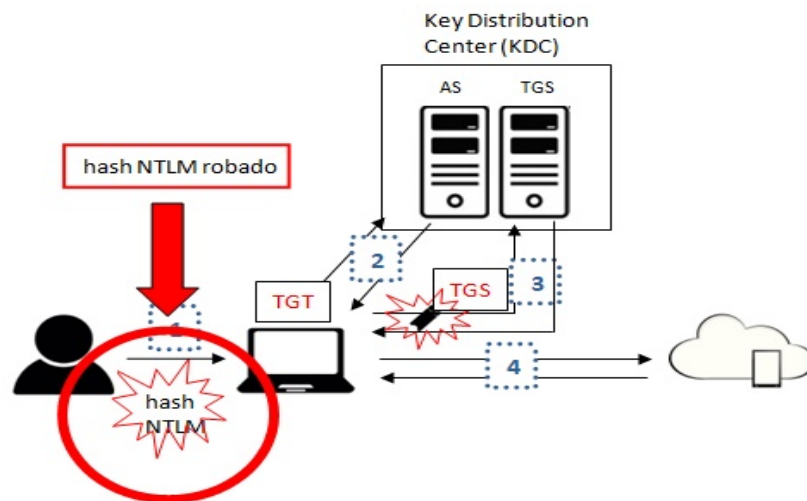 Key Distribution
Center (KDC)
AS
TGS
hash NTLM robado
1
2
TGT
TGS
3
4
hash
NTLM